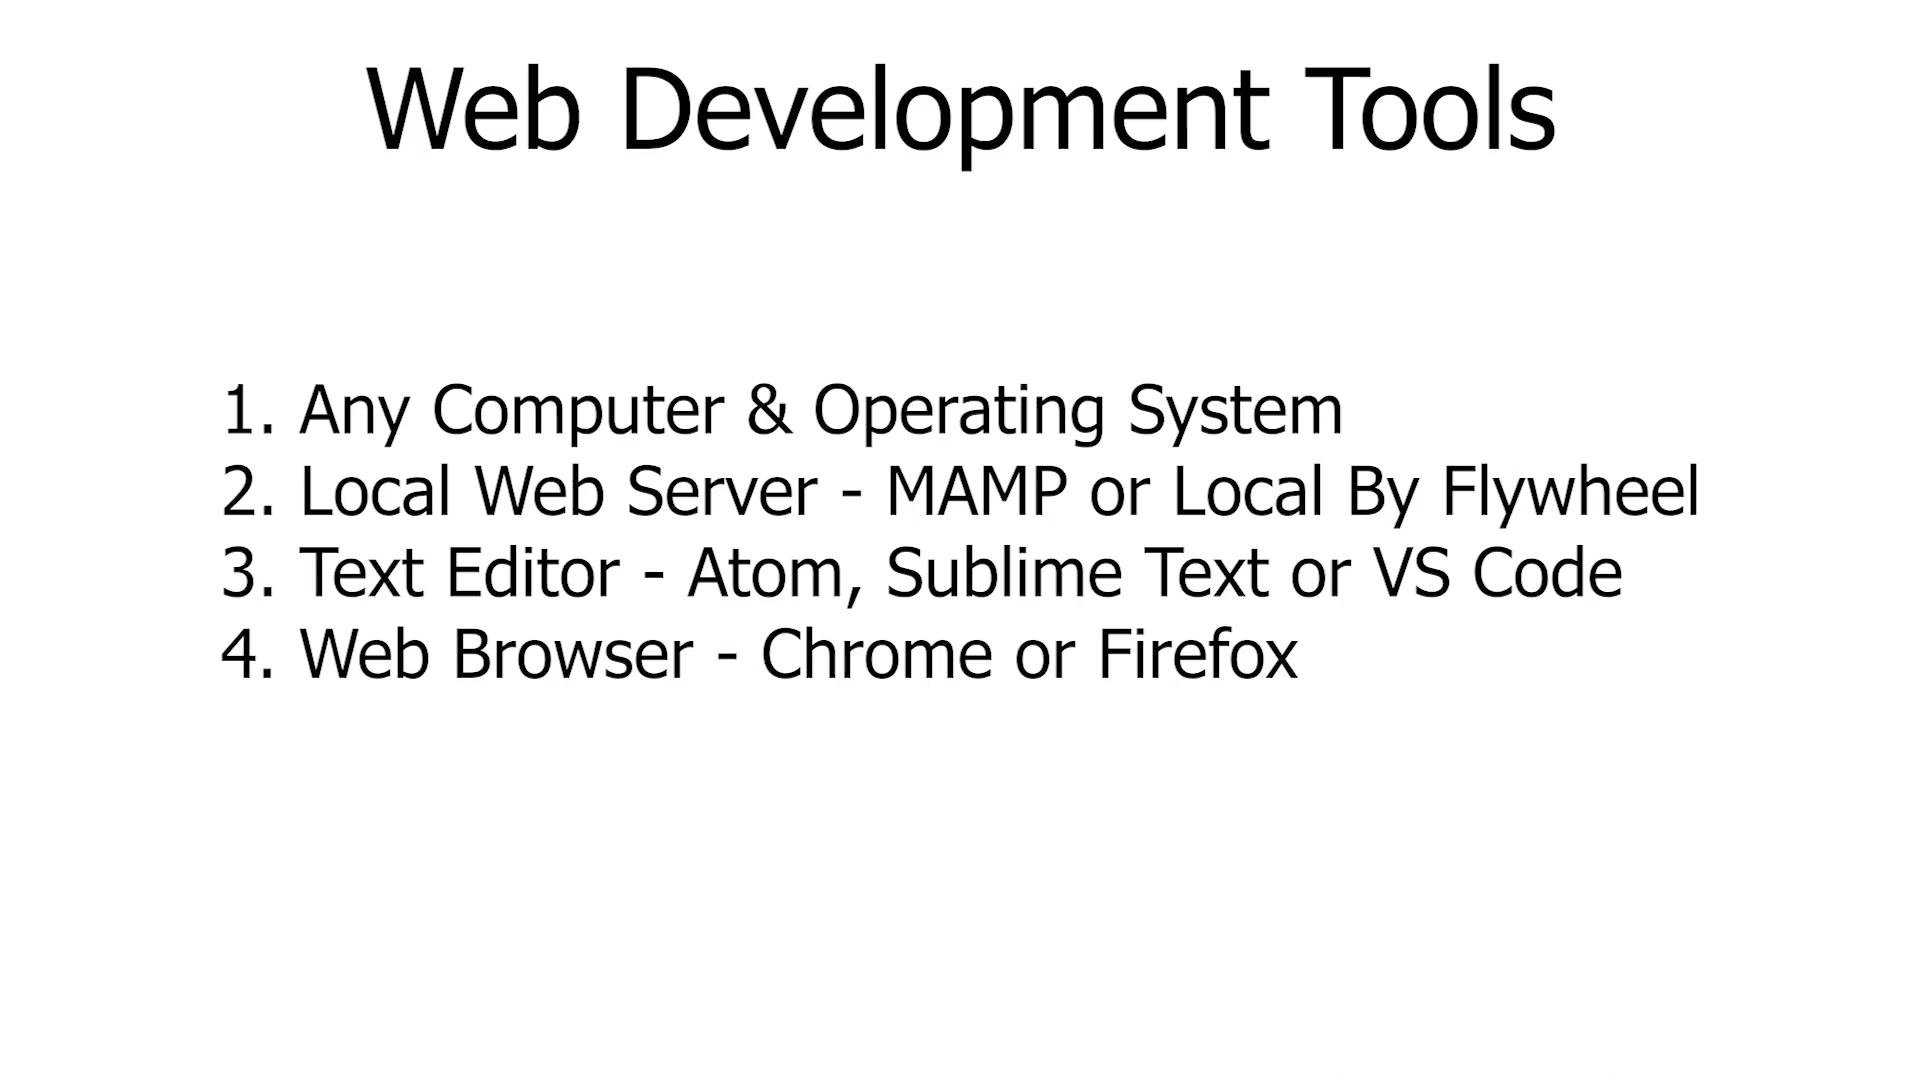 Web Development Tools
1. Any Computer & Operating System
2. Local Web Server - MAMP or Local By Flywheel
3. Text Editor - Atom, Sublime Text or VS Code
4. Web Browser - Chrome or Firefox